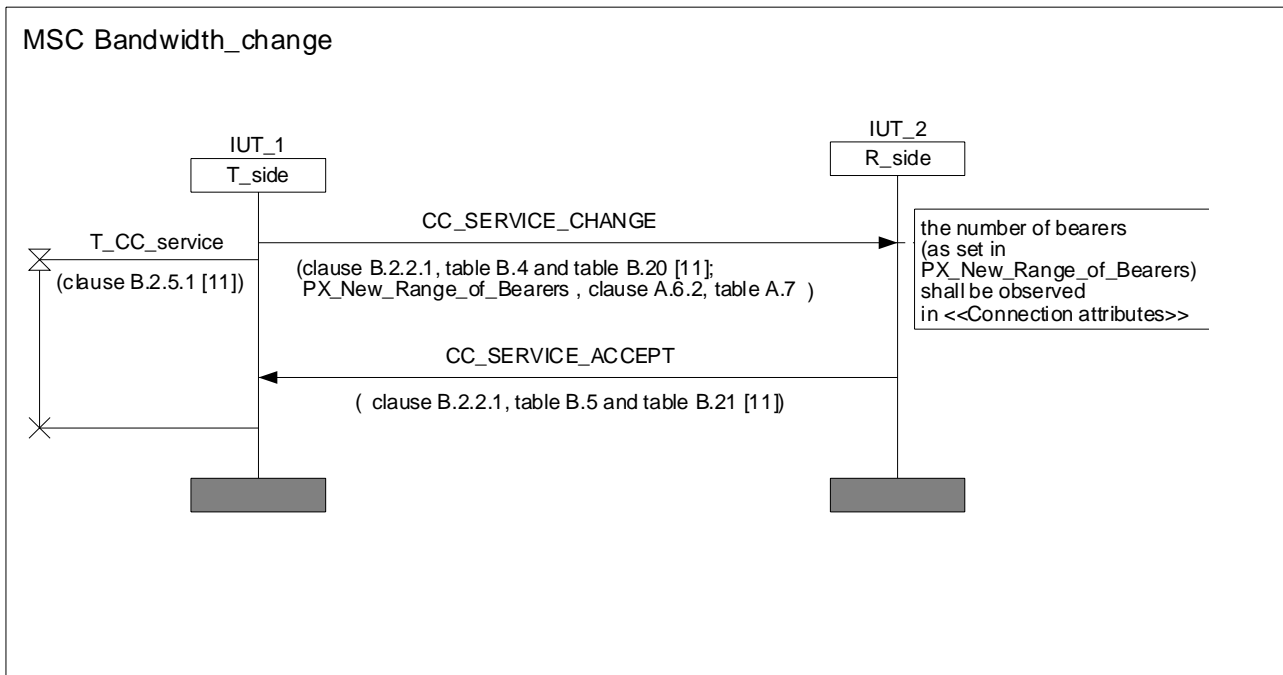 MSC Bandwidth_change
IUT_1
T_side
IUT_2
R_side
CC_SERVICE_CHANGE
T_CC_service
(clause B.2.5.1 [11])
(clause B.2.2.1, table B.4 and table B.20 [11];
PX_New_Range_of_Bearers , clause A.6.2, table A.7 )
the number of bearers
(as set in
PX_New_Range_of_Bearers)
shall be observed
in <<Connection attributes>>
CC_SERVICE_ACCEPT
( clause B.2.2.1, table B.5 and table B.21 [11])